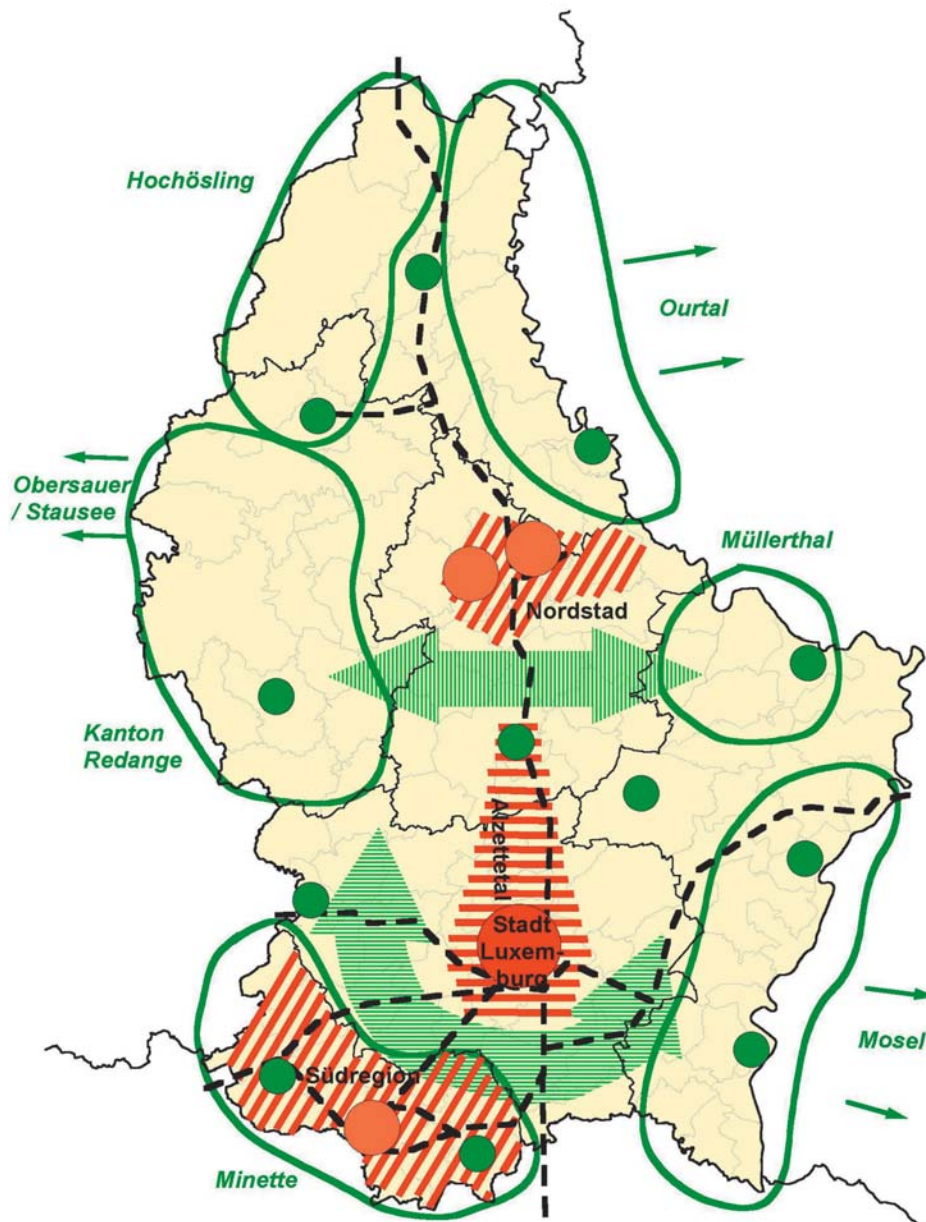 Hochösling
Ourtal
Obersauer
/ Stausee
Müllerthal
Nordstad
Kanton
Redange
Alzettetal
Stadt
Luxem-
burg
Mosel
Südregion
Minette